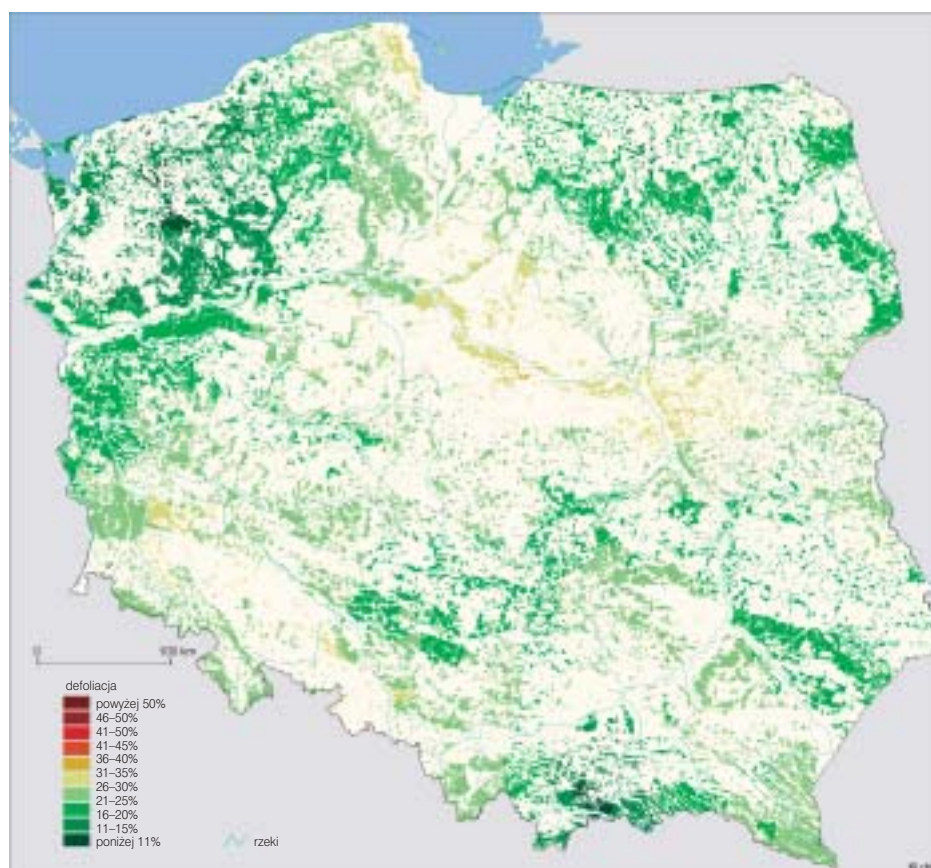 0 100 km
defoliacja
powyżej 50%
46–50%
41–50%
41–45%
36–40%
31–35%
26–30%
21–25%
16–20%
11–15%
poniżej 11%
rzeki